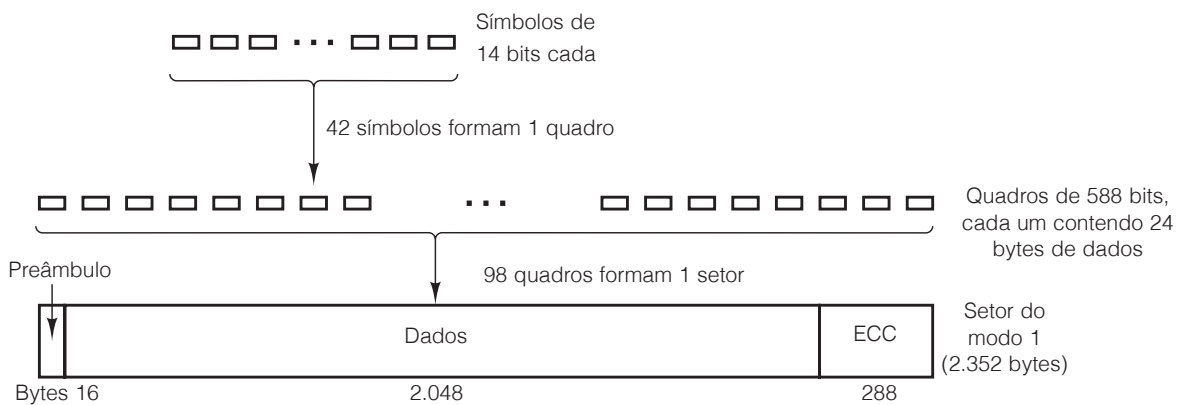 Símbolos de
14 bits cada
42 símbolos formam 1 quadro
Quadros de 588 bits,
cada um contendo 24
bytes de dados
Preâmbulo
98 quadros formam 1 setor
Dados
ECC
Setor do
modo 1
(2.352 bytes)
Bytes 16
2.048
288